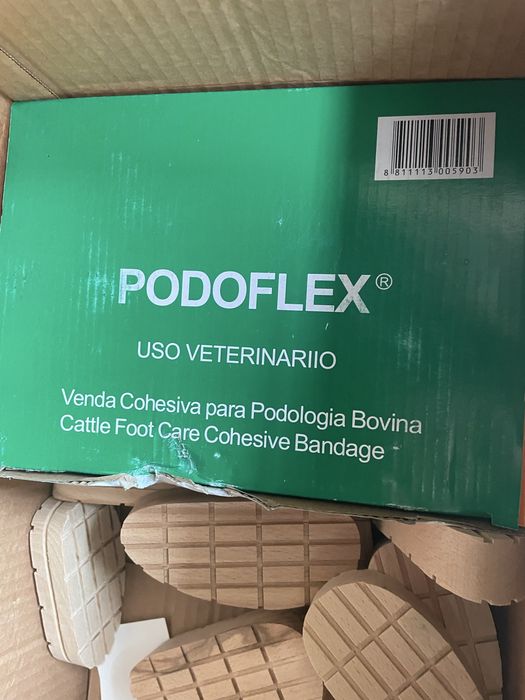 8 811113 005903
PODOFLEX®
USO VETERINARIIO
Venda Cohesiva para Podologia Bovina
Cattle Foot Care Cohesive Bandage